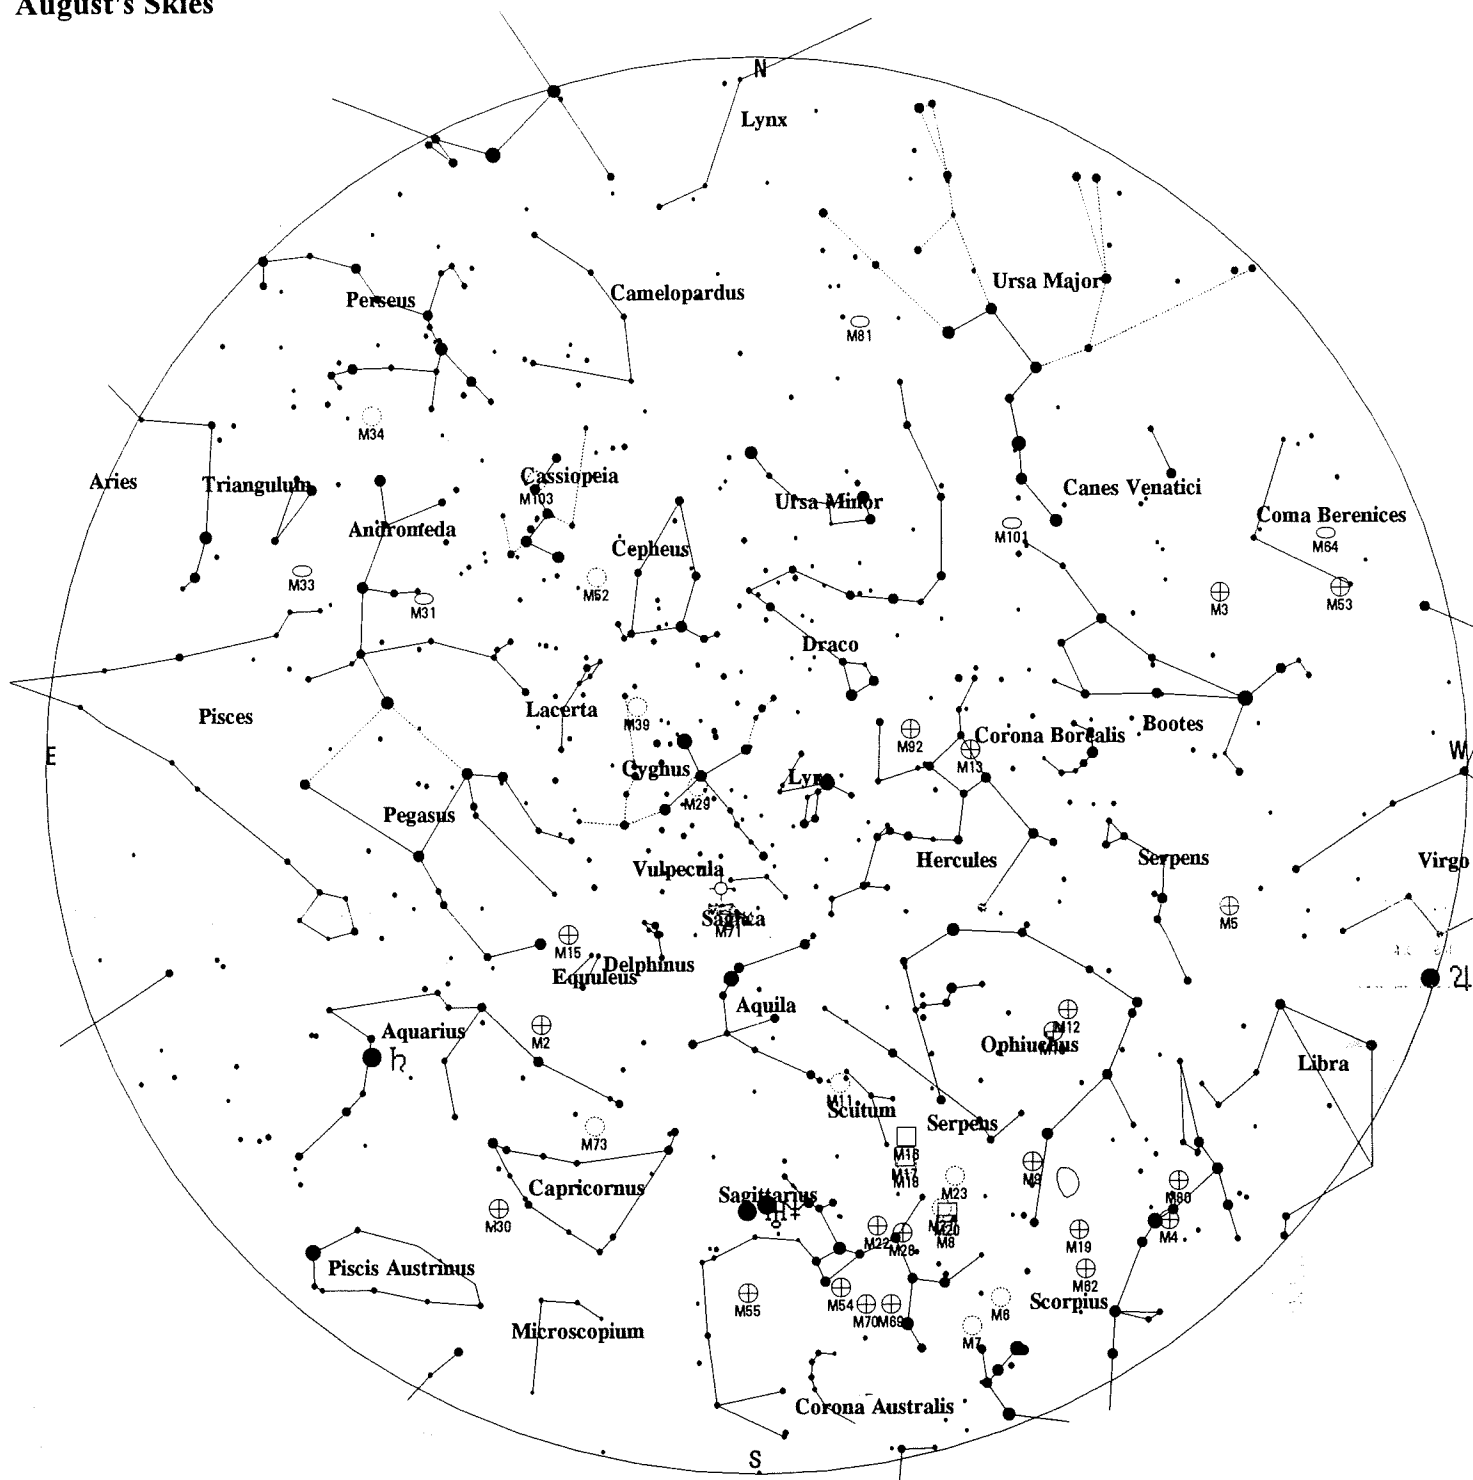 August's Skies
N
Lynx
Ursa Major
Camelopardus
Perseus
M81
M34
Aries
Triangulum
Cassiopeia
M103
Ursa Minor
Canes Venatici
Coma Berenices
Andromeda
M101
M64
Cepheus
M33
M31
M52
M3
M53
Draco
Pisces
Lacerta
M39
M92
Corona Borealis
Bootes
E
M13
W
Cyghus
Lyra
M29
Pegasus
Hercules
Serpens
Virgo
Vulpecula
Sagitta
M71
M5
M15
Delphinus
Equuleus
Aquila
♃
Aquarius
M2
M12
Ophiuchus
♄
Libra
M11
Scutum
Serpens
M73
M16
M17
M18
M9
M23
M80
Capricornus
Sagittarius
M30
M20
M8
M22
M28
M4
M19
Piscis Austrinus
M62
M55
M54
M70
M69
M6
Scorpius
Microscopium
M7
Corona Australis
S